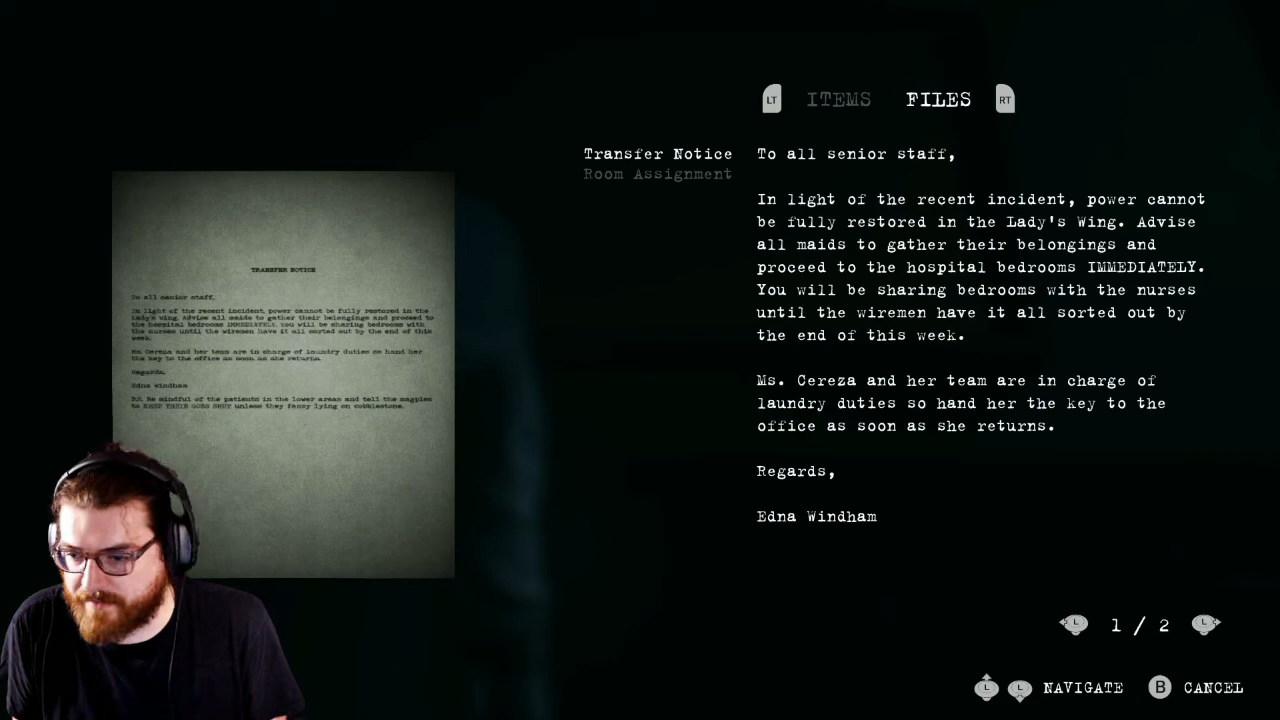 LT ITEMS FILES RT
Transfer Notice
Room Assignment
To all senior staff,
In light of the recent incident, power cannot
be fully restored in the Lady's Wing. Advise
all maids to gather their belongings and
proceed to the hospital bedrooms IMMEDIATELY.
You will be sharing bedrooms with the nurses
until the wiremen have it all sorted out by
the end of this week.
Ms. Cereza and her team are in charge of
laundry duties so hand her the key to the
office as soon as she returns.
Regards,
Edna Windham
TRANSFER NOTICE
To all senior staff,
In light of the recent incident, power cannot be fully restored in the
Lady's wing. Advise all maids to gather their belongings and proceed to
the hospital bedrooms IMMEDIATELY. You will be sharing bedrooms with
the nurses until the wiremen have it all sorted out by the end of this
week.
Ms Cereza and her team are in charge of laundry duties so hand her
the key to the office as soon as she returns.
Regards,
Edna Windham
P.S. Be mindful of the patients in the lower areas and tell the magpies
to KEEP THEIR GOBS SHUT unless they fancy lying on cobblestone.
L 1 / 2 L
L L NAVIGATE B CANCEL